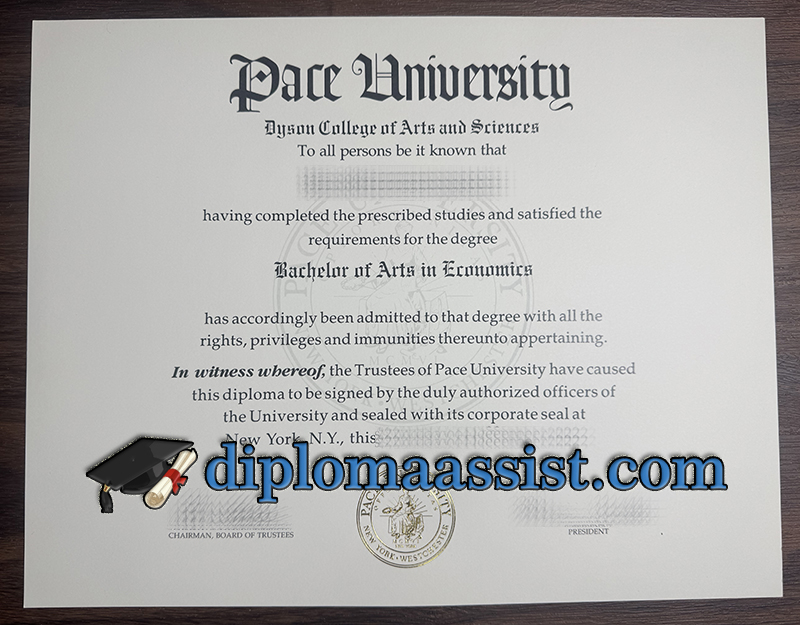 Pace University
Dyson College of Arts and Sciences
To all persons be it known that
having completed the prescribed studies and satisfied the
requirements for the degree
Bachelor of Arts in Economics
has accordingly been admitted to that degree with all the
rights, privileges and immunities thereunto appertaining.
In witness whereof, the Trustees of Pace University have caused
this diploma to be signed by the duly authorized officers of
the University and sealed with its corporate seal at
New York, N.Y., this
diplomaassist.com
CHAIRMAN, BOARD OF TRUSTEES
NEW YORK • WESTCHESTER
PRESIDENT